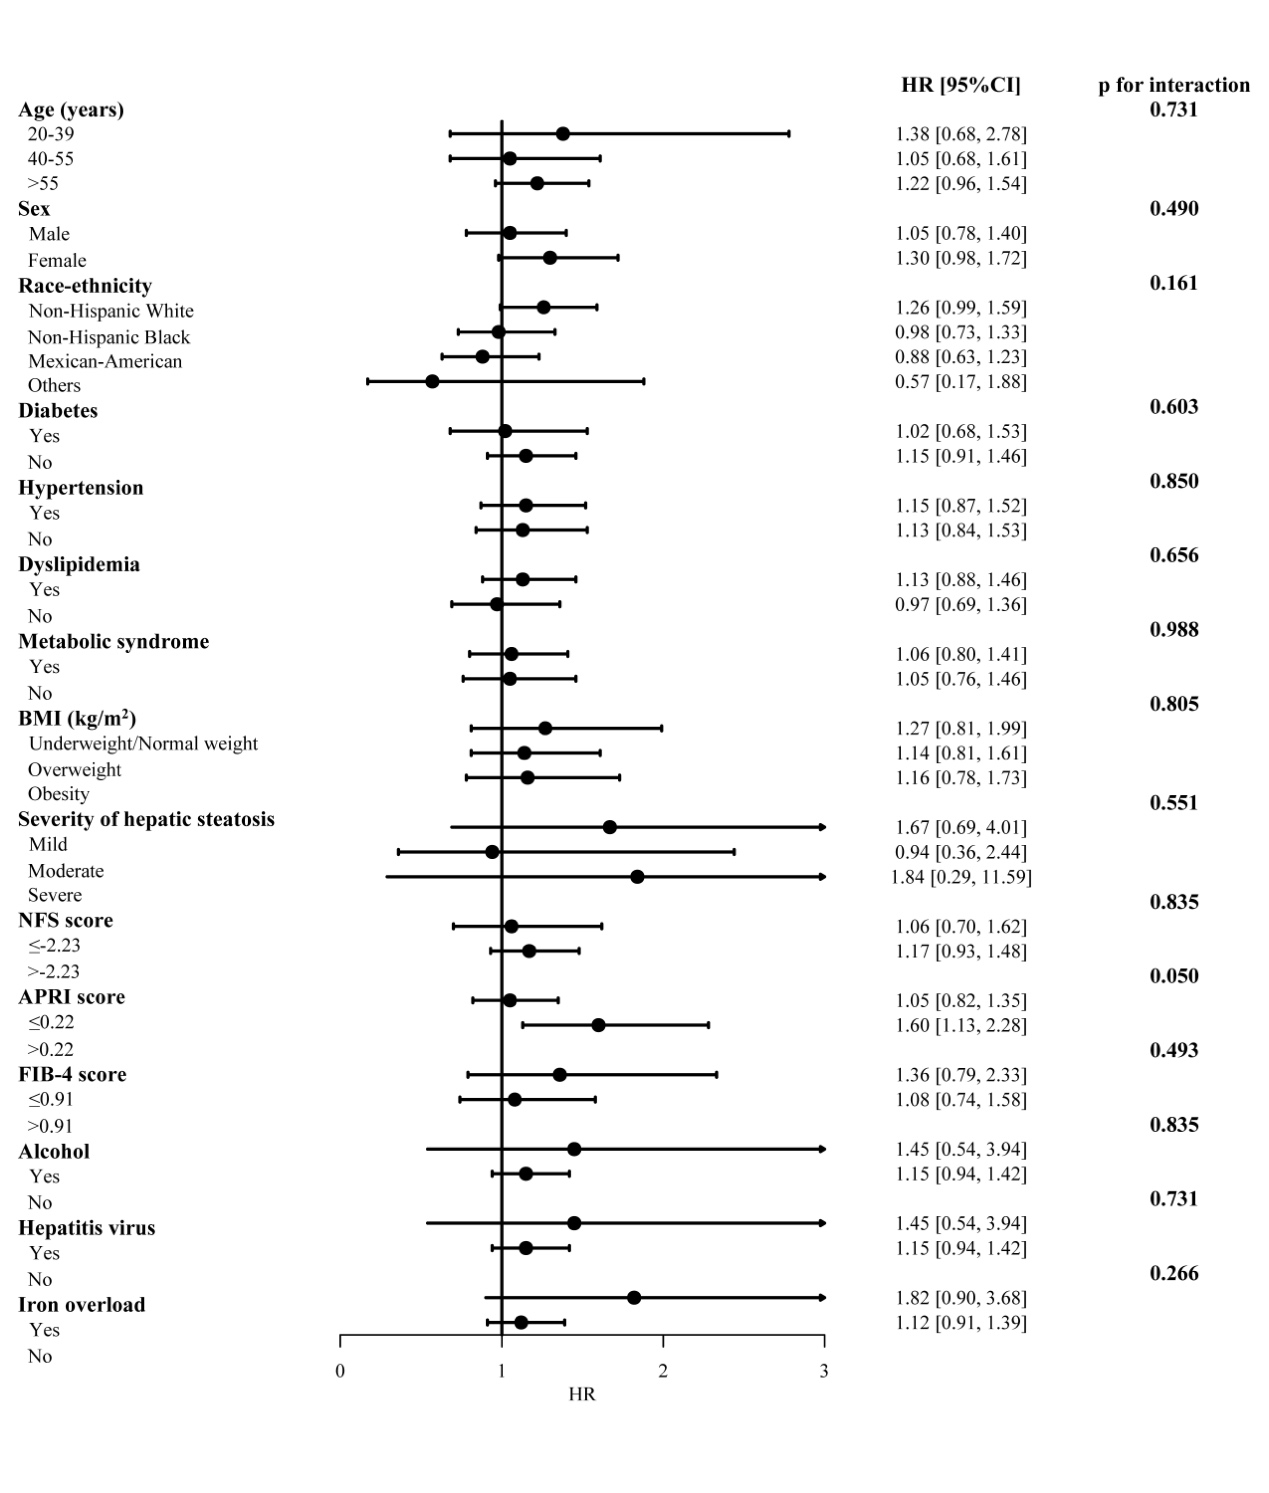 HR [95%CI] p for interaction
Age (years) 0.731
20-39 1.38 [0.68, 2.78]
40-55 1.05 [0.68, 1.61]
>55 1.22 [0.96, 1.54]
Sex 0.490
Male 1.05 [0.78, 1.40]
Female 1.30 [0.98, 1.72]
Race-ethnicity 0.161
Non-Hispanic White 1.26 [0.99, 1.59]
Non-Hispanic Black 0.98 [0.73, 1.33]
Mexican-American 0.88 [0.63, 1.23]
Others 0.57 [0.17, 1.88]
Diabetes 0.603
Yes 1.02 [0.68, 1.53]
No 1.15 [0.91, 1.46]
Hypertension 0.850
Yes 1.15 [0.87, 1.52]
No 1.13 [0.84, 1.53]
Dyslipidemia 0.656
Yes 1.13 [0.88, 1.46]
No 0.97 [0.69, 1.36]
Metabolic syndrome 0.988
Yes 1.06 [0.80, 1.41]
No 1.05 [0.76, 1.46]
BMI (kg/m²) 0.805
Underweight/Normal weight 1.27 [0.81, 1.99]
Overweight 1.14 [0.81, 1.61]
Obesity 1.16 [0.78, 1.73]
Severity of hepatic steatosis 0.551
Mild 1.67 [0.69, 4.01]
Moderate 0.94 [0.36, 2.44]
Severe 1.84 [0.29, 11.59]
NFS score 0.835
≤-2.23 1.06 [0.70, 1.62]
>-2.23 1.17 [0.93, 1.48]
APRI score 0.050
≤0.22 1.05 [0.82, 1.35]
>0.22 1.60 [1.13, 2.28]
FIB-4 score 0.493
≤0.91 1.36 [0.79, 2.33]
>0.91 1.08 [0.74, 1.58]
Alcohol 0.835
Yes 1.45 [0.54, 3.94]
No 1.15 [0.94, 1.42]
Hepatitis virus 0.731
Yes 1.45 [0.54, 3.94]
No 1.15 [0.94, 1.42]
Iron overload 0.266
Yes 1.82 [0.90, 3.68]
No 1.12 [0.91, 1.39]
0 1 2 3
HR